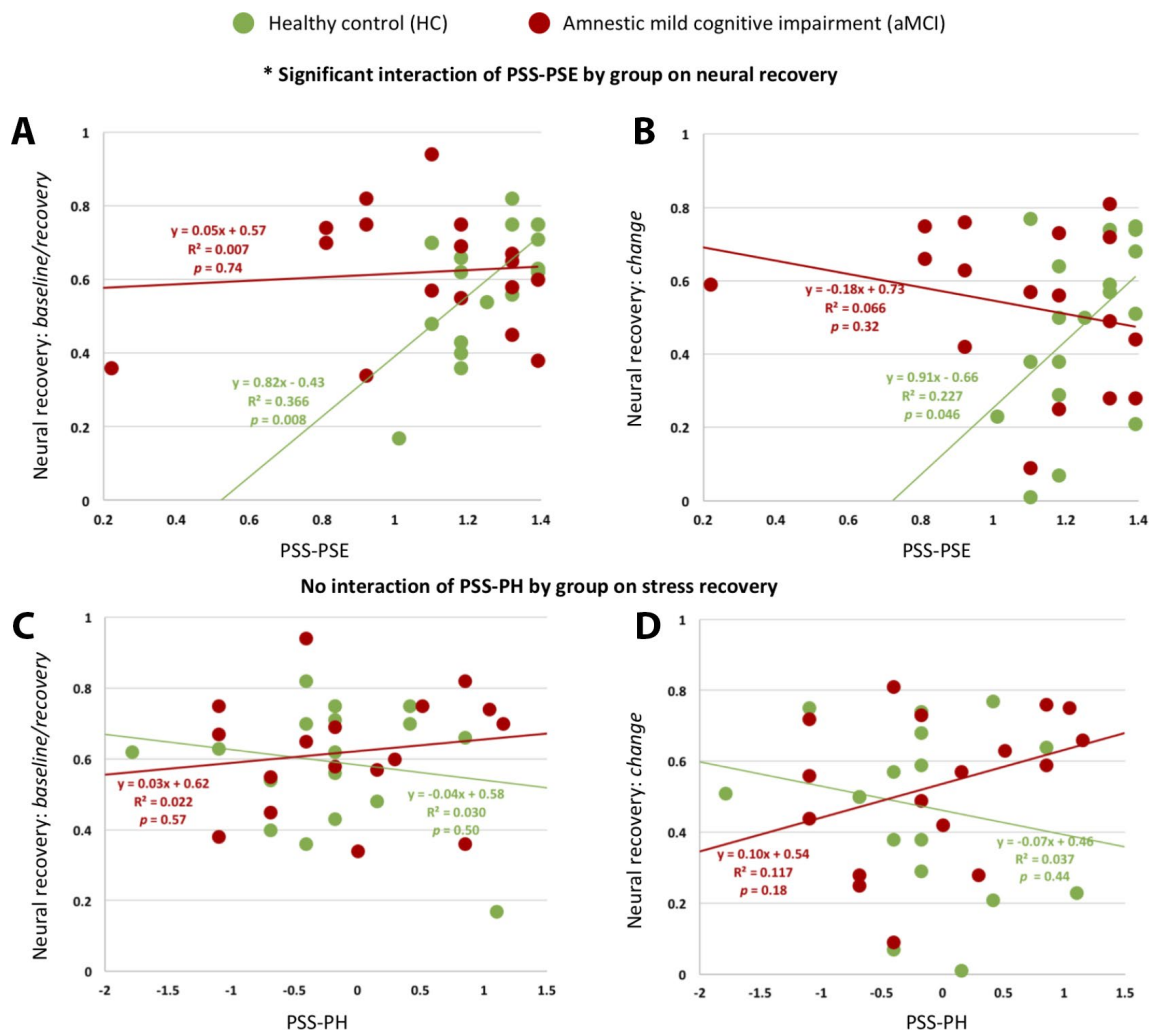 Healthy control (HC) Amnestic mild cognitive impairment (aMCI)
* Significant interaction of PSS-PSE by group on neural recovery
A
Neural recovery: baseline/recovery
1
0.8
0.6
0.4
0.2
0
y = 0.05x + 0.57
R² = 0.007
p = 0.74
y = 0.82x - 0.43
R² = 0.366
p = 0.008
0.2 0.4 0.6 0.8 1 1.2 1.4
PSS-PSE
B
Neural recovery: change
1
0.8
0.6
0.4
0.2
0
y = -0.18x + 0.73
R² = 0.066
p = 0.32
y = 0.91x - 0.66
R² = 0.227
p = 0.046
0.2 0.4 0.6 0.8 1 1.2 1.4
PSS-PSE
No interaction of PSS-PH by group on stress recovery
C
Neural recovery: baseline/recovery
1
0.8
0.6
0.4
0.2
0
y = 0.03x + 0.62
R² = 0.022
p = 0.57
y = -0.04x + 0.58
R² = 0.030
p = 0.50
-2 -1.5 -1 -0.5 0 0.5 1 1.5
PSS-PH
D
Neural recovery: change
1
0.8
0.6
0.4
0.2
0
y = 0.10x + 0.54
R² = 0.117
p = 0.18
y = -0.07x + 0.46
R² = 0.037
p = 0.44
-2 -1.5 -1 -0.5 0 0.5 1 1.5
PSS-PH